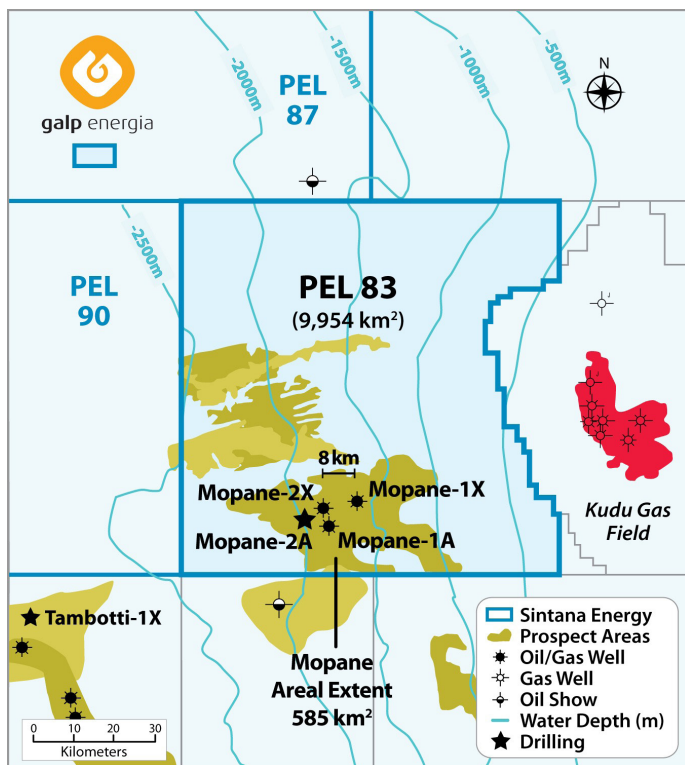 galp energia
PEL
87
-2000m
-1500m
-1000m
-500m
N
-2500m
PEL
90
PEL 83
(9,954 km²)
8km
Mopane-2X
Mopane-1X
Mopane-2A
Mopane-1A
Kudu Gas
Field
Tambotti-1X
Mopane
Areal Extent
585 km²
0 10 20 30
Kilometers
Sintana Energy
Prospect Areas
Oil/Gas Well
Gas Well
Oil Show
Water Depth (m)
Drilling